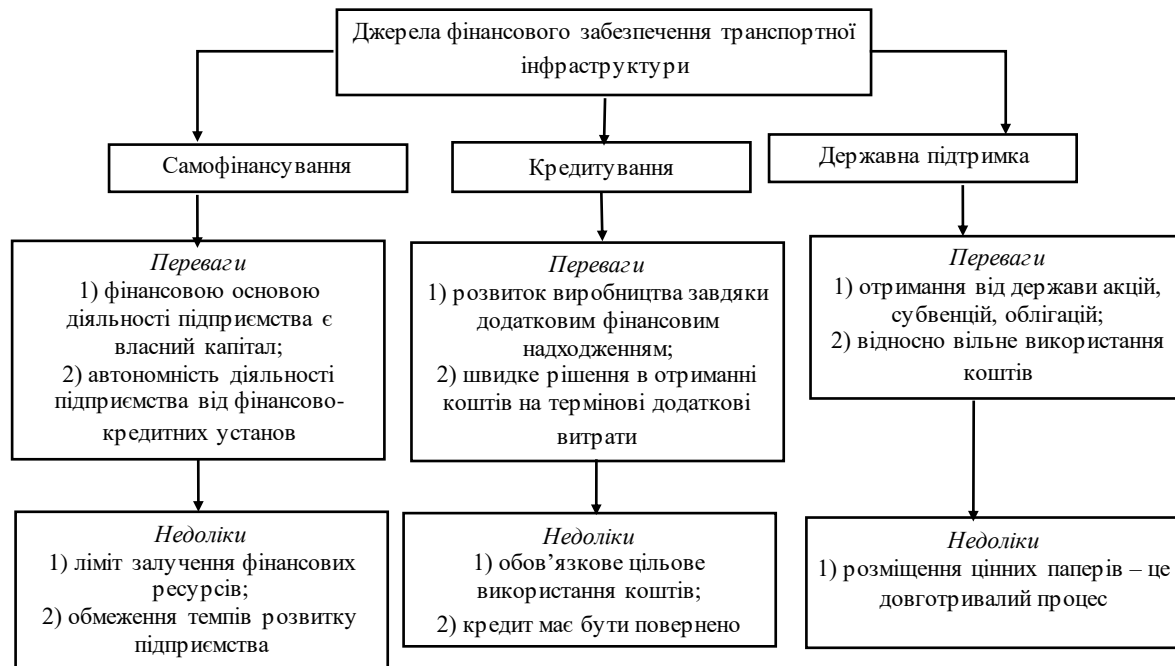 Джерела фінансового забезпечення транспортної
інфраструктури
Самофінансування
Кредитування
Державна підтримка
Переваги
1) фінансовою основою
діяльності підприємства є
власний капітал;
2) автономність діяльності
підприємства від фінансово-
кредитних установ
Переваги
1) розвиток виробництва завдяки
додатковим фінансовим
надходженням;
2) швидке рішення в отриманні
коштів на термінові додаткові
витрати
Переваги
1) отримання від держави акцій,
субвенцій, облігацій;
2) відносно вільне використання
коштів
Недоліки
1) ліміт залучення фінансових
ресурсів;
2) обмеження темпів розвитку
підприємства
Недоліки
1) обов’язкове цільове
використання коштів;
2) кредит має бути повернено
Недоліки
1) розміщення цінних паперів – це
довготривалий процес